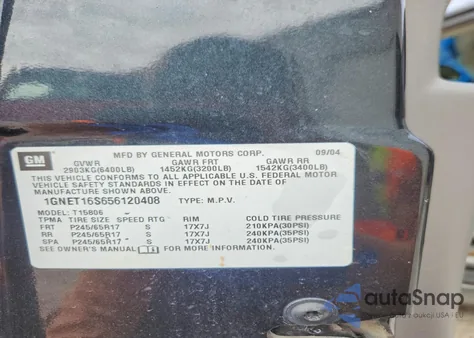 GM
MFD BY GENERAL MOTORS CORP. 09/04
GVWR GAWR FRT GAWR RR
2903KG(6400LB) 1452KG(3200LB) 1542KG(3400LB)
THIS VEHICLE CONFORMS TO ALL APPLICABLE U.S. FEDERAL MOTOR
VEHICLE SAFETY STANDARDS IN EFFECT ON THE DATE OF
MANUFACTURE SHOWN ABOVE.
1GNET16S656120408 TYPE: M.P.V.
MODEL: T15806
TPMA TIRE SIZE SPEED RTG RIM COLD TIRE PRESSURE
FRT P245/65R17 S 17X7J 210KPA(30PSI)
RR P245/65R17 S 17X7J 240KPA(35PSI)
SPA P245/65R17 S 17X7J 240KPA(35PSI)
SEE OWNER'S MANUAL FOR MORE INFORMATION.
autoSnap